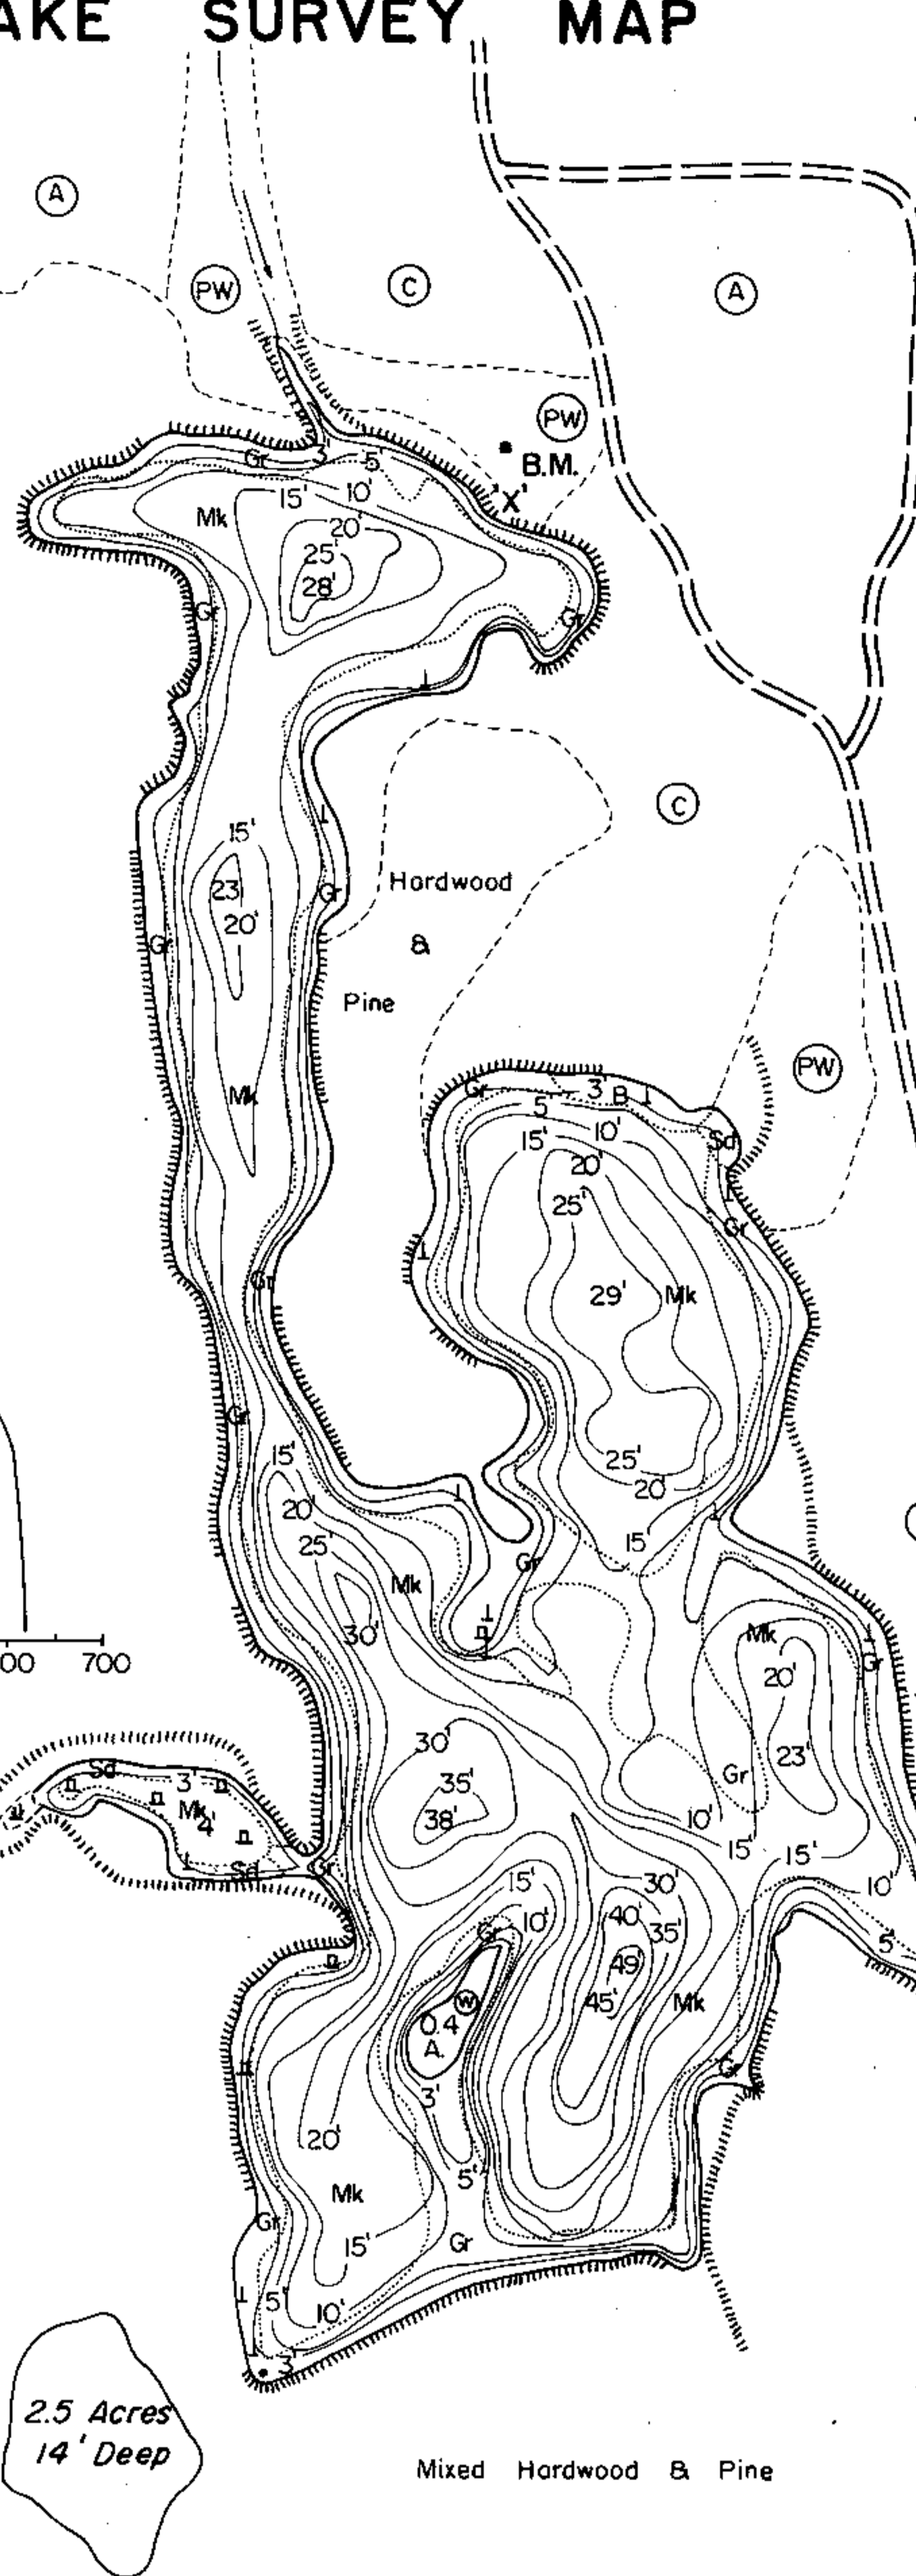 AKE SURVEY MAP
A
PW
C
A
PW
B.M.
'X'
Gr
3'
5'
15'
10'
Mk
20'
25'
28'
Gr
Gr
C
15'
Hardwood
23
Gr
20'
&
Gr
Pine
PW
Mk
Gr
3'
B
5'
10'
Sd
15'
20'
25'
Gr
Gr
29'
Mk
Gr
15'
25'
20'
20'
25'
15'
Gr
Mk
30'
n
Mk
Gr
00 700
20'
30'
23'
Gr
Sd
3'
n
n
n
35'
Mk
4'
38'
10'
n
15'
15'
Sd
Gr
15'
30'
10'
10'
40'
35'
Gr
5'
n
49'
45'
Mk
W
0.4
A.
n
Gr
3'
20'
5'
Mk
Gr
Gr
15'
5'
10'
3'
2.5 Acres
14' Deep
Mixed Hardwood & Pine